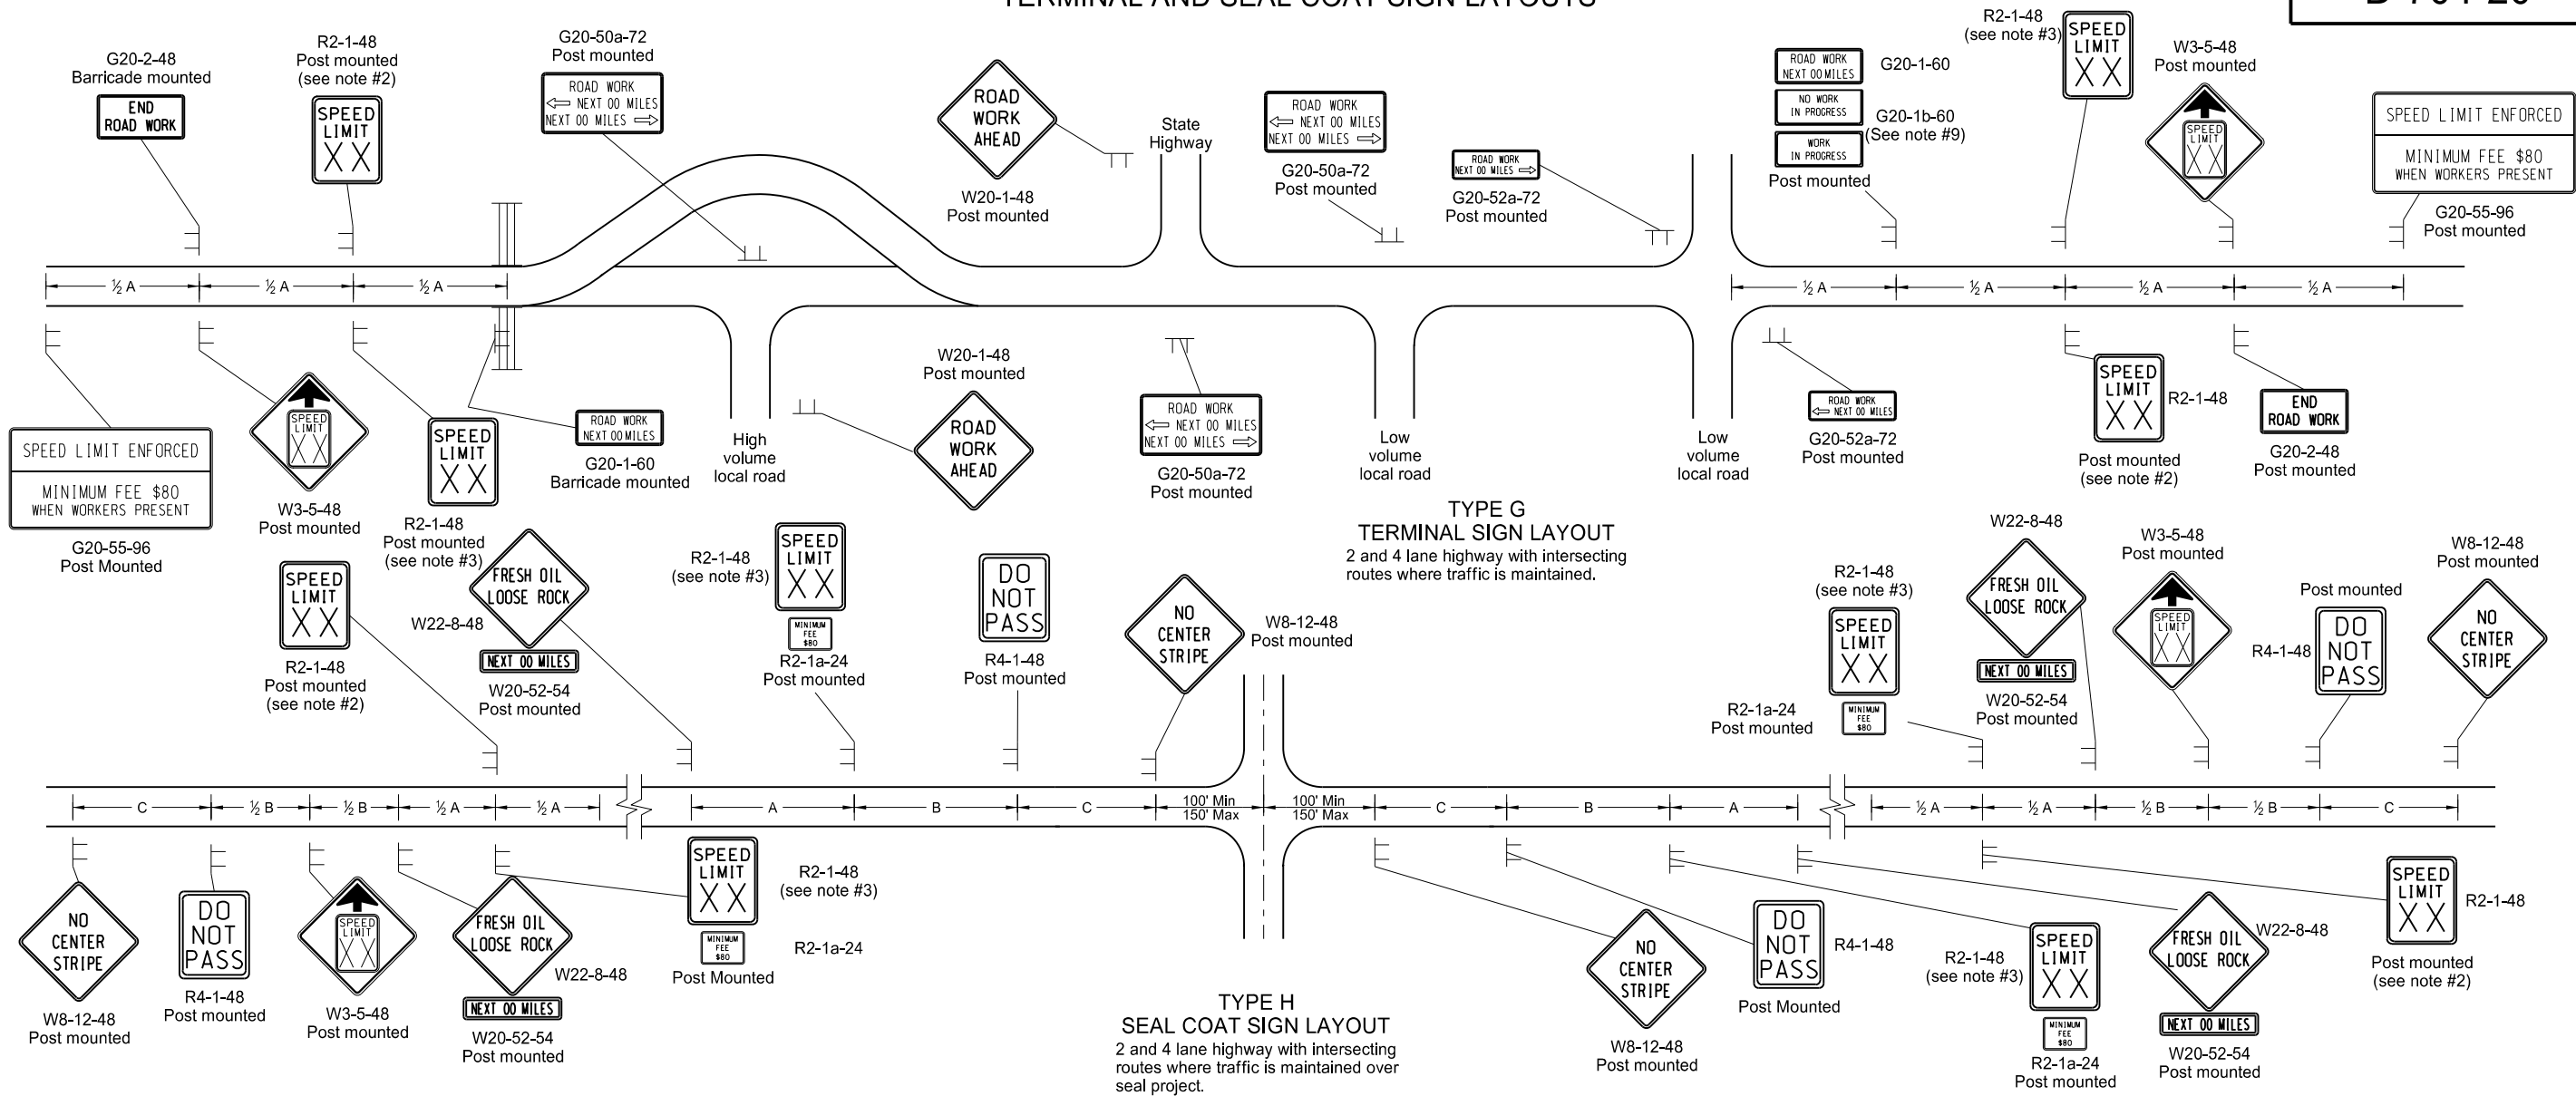 TERMINAL AND SEAL COAT SIGN LAYOUTS
G20-2-48
Barricade mounted
END
ROAD WORK
R2-1-48
Post mounted
(see note #2)
SPEED
LIMIT
XX
G20-50a-72
Post mounted
ROAD WORK
NEXT 00 MILES
NEXT 00 MILES
ROAD
WORK
AHEAD
W20-1-48
Post mounted
State
Highway
ROAD WORK
NEXT 00 MILES
NEXT 00 MILES
G20-50a-72
Post mounted
ROAD WORK
NEXT 00 MILES
G20-52a-72
Post mounted
ROAD WORK
NEXT 00 MILES
G20-1-60
NO WORK
IN PROGRESS
G20-1b-60
(See note #9)
WORK
IN PROGRESS
Post mounted
R2-1-48
(see note #3)
SPEED
LIMIT
XX
W3-5-48
Post mounted
SPEED
LIMIT
XX
SPEED LIMIT ENFORCED
MINIMUM FEE $80
WHEN WORKERS PRESENT
G20-55-96
Post mounted
½ A
½ A
½ A
½ A
½ A
½ A
½ A
SPEED LIMIT ENFORCED
MINIMUM FEE $80
WHEN WORKERS PRESENT
G20-55-96
Post Mounted
SPEED
LIMIT
XX
W3-5-48
Post mounted
SPEED
LIMIT
XX
R2-1-48
Post mounted
(see note #3)
ROAD WORK
NEXT 00 MILES
G20-1-60
Barricade mounted
High
volume
local road
W20-1-48
Post mounted
ROAD
WORK
AHEAD
ROAD WORK
NEXT 00 MILES
NEXT 00 MILES
G20-50a-72
Post mounted
Low
volume
local road
Low
volume
local road
ROAD WORK
NEXT 00 MILES
G20-52a-72
Post mounted
SPEED
LIMIT
XX
R2-1-48
Post mounted
(see note #2)
END
ROAD WORK
G20-2-48
Post mounted
TYPE G
TERMINAL SIGN LAYOUT
2 and 4 lane highway with intersecting
routes where traffic is maintained.
SPEED
LIMIT
XX
R2-1-48
Post mounted
(see note #2)
FRESH OIL
LOOSE ROCK
W22-8-48
NEXT 00 MILES
W20-52-54
Post mounted
R2-1-48
(see note #3)
SPEED
LIMIT
XX
MINIMUM
FEE
$80
R2-1a-24
Post mounted
DO
NOT
PASS
R4-1-48
Post mounted
NO
CENTER
STRIPE
W8-12-48
Post mounted
R2-1-48
(see note #3)
SPEED
LIMIT
XX
R2-1a-24
Post mounted
MINIMUM
FEE
$80
W22-8-48
FRESH OIL
LOOSE ROCK
NEXT 00 MILES
W20-52-54
Post mounted
W3-5-48
Post mounted
SPEED
LIMIT
XX
Post mounted
R4-1-48
DO
NOT
PASS
W8-12-48
Post mounted
NO
CENTER
STRIPE
C
½ B
½ B
½ A
½ A
A
B
C
100' Min
150' Max
100' Min
150' Max
C
B
A
½ A
½ A
½ B
½ B
C
NO
CENTER
STRIPE
W8-12-48
Post mounted
DO
NOT
PASS
R4-1-48
Post mounted
SPEED
LIMIT
XX
W3-5-48
Post mounted
FRESH OIL
LOOSE ROCK
W22-8-48
NEXT 00 MILES
W20-52-54
Post mounted
SPEED
LIMIT
XX
R2-1-48
(see note #3)
MINIMUM
FEE
$80
R2-1a-24
Post Mounted
TYPE H
SEAL COAT SIGN LAYOUT
2 and 4 lane highway with intersecting
routes where traffic is maintained over
seal project.
NO
CENTER
STRIPE
W8-12-48
Post mounted
DO
NOT
PASS
R4-1-48
Post Mounted
R2-1-48
(see note #3)
SPEED
LIMIT
XX
MINIMUM
FEE
$80
R2-1a-24
Post mounted
FRESH OIL
LOOSE ROCK
W22-8-48
NEXT 00 MILES
W20-52-54
Post mounted
SPEED
LIMIT
XX
R2-1-48
Post mounted
(see note #2)